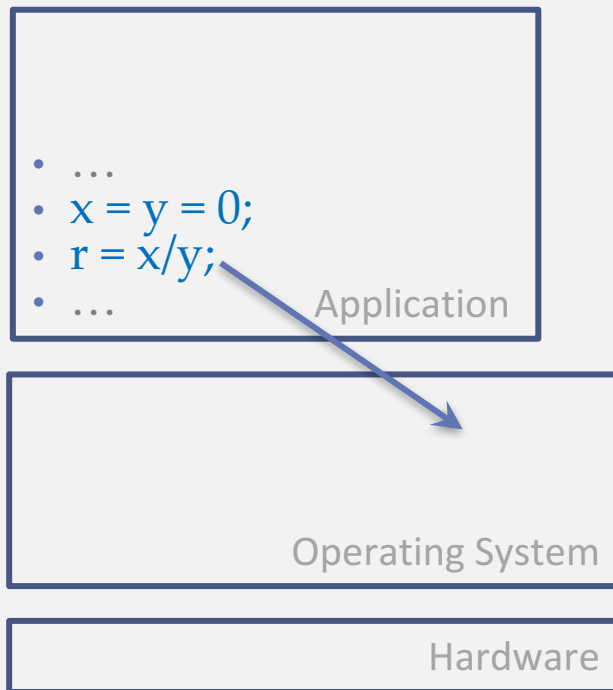 • …
• x = y = 0;
• r = x/y;
• …
Application
Operating System
Hardware